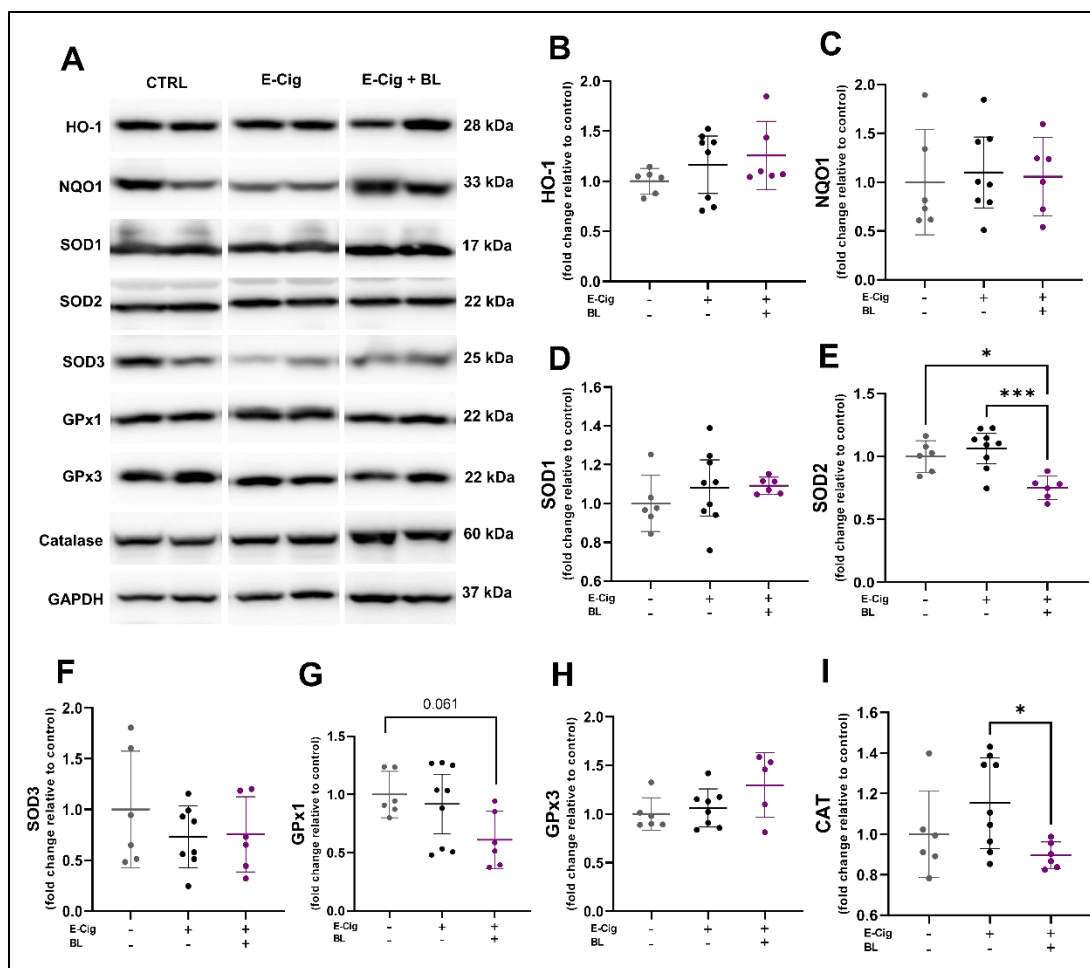 A
CTRL E-Cig E-Cig + BL
HO-1 28 kDa
NQO1 33 kDa
SOD1 17 kDa
SOD2 22 kDa
SOD3 25 kDa
GPx1 22 kDa
GPx3 22 kDa
Catalase 60 kDa
GAPDH 37 kDa
B
HO-1
(fold change relative to control)
2.0
1.5
1.0
0.5
0.0
E-Cig - + +
BL - - +
C
NQO1
(fold change relative to control)
2.0
1.5
1.0
0.5
0.0
E-Cig - + +
BL - - +
D
SOD1
(fold change relative to control)
1.6
1.4
1.2
1.0
0.8
0.6
E-Cig - + +
BL - - +
E
SOD2
(fold change relative to control)
1.5
1.0
0.5
0.0
*
***
E-Cig - + +
BL - - +
F
SOD3
(fold change relative to control)
2.0
1.5
1.0
0.5
0.0
E-Cig - + +
BL - - +
G
GPx1
(fold change relative to control)
2.0
1.5
1.0
0.5
0.0
0.061
E-Cig - + +
BL - - +
H
GPx3
(fold change relative to control)
2.0
1.5
1.0
0.5
0.0
E-Cig - + +
BL - - +
I
CAT
(fold change relative to control)
1.6
1.4
1.2
1.0
0.8
0.6
*
E-Cig - + +
BL - - +